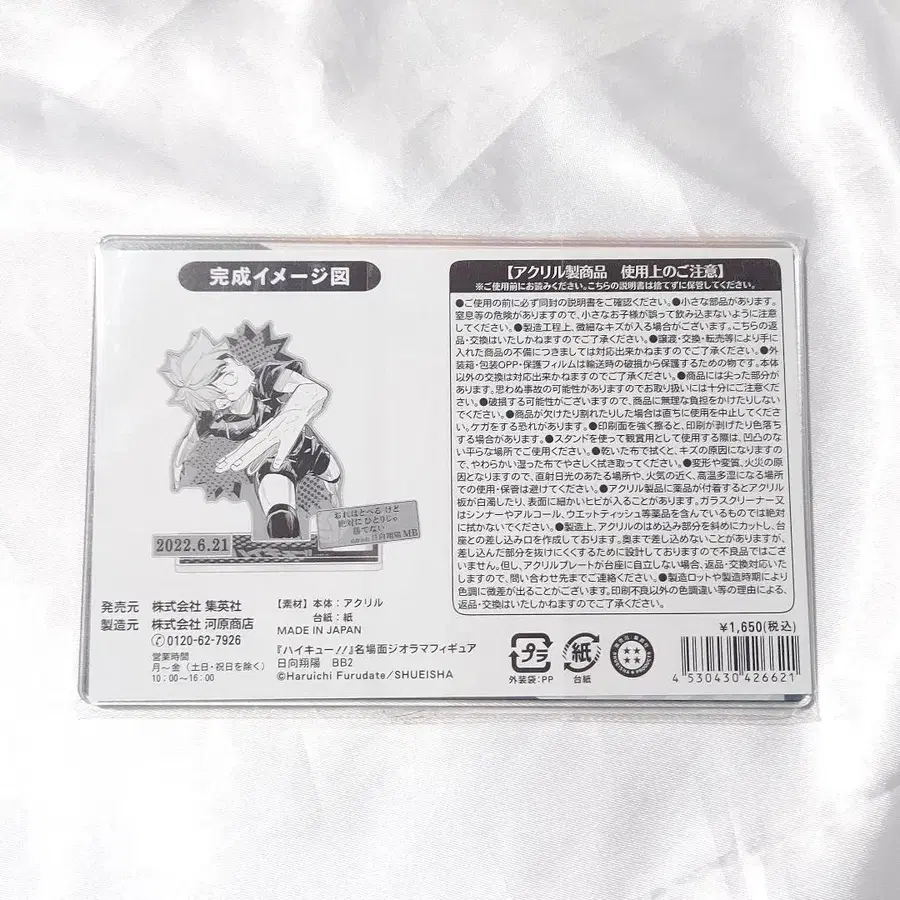 完成イメージ図
2022.6.21
おれはとべる けど
絶対に ひとりじゃ
勝てない
日向翔陽 MB
発売元 株式会社 集英社
製造元 株式会社 河原商店
0120-62-7926
営業時間
月〜金（土日・祝日を除く）
10：00〜16：00
【素材】本体：アクリル
台紙：紙
MADE IN JAPAN
『ハイキュー!!』名場面ジオラマフィギュア
日向翔陽 BB2
©Haruichi Furudate/SHUEISHA
【アクリル製商品 使用上のご注意】
※ご使用前にお読みください。こちらの説明書は捨てずに保管してください。
●ご使用の前に必ず同封の説明書をご確認ください。●小さな部品があります。
窒息等の危険がありますので、小さなお子様が誤って飲み込まないように注意
してください。●製造工程上、微細なキズが入る場合がございます。こちらの返
品・交換はいたしかねますのでご了承ください。●譲渡・交換・転売等により手に
入れた商品の不備につきましては対応出来かねますのでご了承ください。●外
装箱・包装OPP・保護フィルムは輸送時の破損から保護するための物です。本体
以外の交換は対応出来かねますのでご了承ください。●商品には尖った部分が
あります。思わぬ事故の可能性がありますのでお取り扱いには十分にご注意くださ
い。●破損する可能性がございますので、商品に無理な負担をかけたりしない
でください。●商品が欠けたり割れたりした場合は直ちに使用を中止してくださ
い。ケガをする恐れがあります。●印刷面を強く擦ると、印刷が剥げたり色落ち
する場合があります。●スタンドを使って観賞用として使用する際は、凹凸のな
い平らな場所でご使用ください。●乾いた布で拭くと、キズの原因になりますの
で、やわらかい湿った布でやさしく拭き取ってください。●変形や変質、火災の原
因となりますので、直射日光のあたる場所や、火気の近く、高温多湿になる場所
での使用・保管は避けてください。●アクリル製品に薬品が付着するとアクリル
板が白濁したり、表面に細かいヒビが入ることがあります。ガラスクリーナー又
はシンナーやアルコール、ウエットティッシュ等薬品を含んでいるものでは絶対
に拭かないでください。●製造上、アクリルのはめ込み部分を斜めにカットし、台
座との差し込み口を作成しております。奥まで差し込めないことがありますが、
差し込んだ部分を抜けにくくするために設計しておりますので不良品ではござ
いません。但し、アクリルプレートが台座に自立しない場合、返品・交換対応いた
しますので、問い合わせ先までご連絡ください。●製造ロットや製造時期により
色調に微差が出ることがございます。印刷不良以外の色調違い等の理由による、
返品・交換はいたしかねますのでご了承ください。
¥1,650(税込)
プラ
外装袋：PP
紙
台紙
4 530430 426621